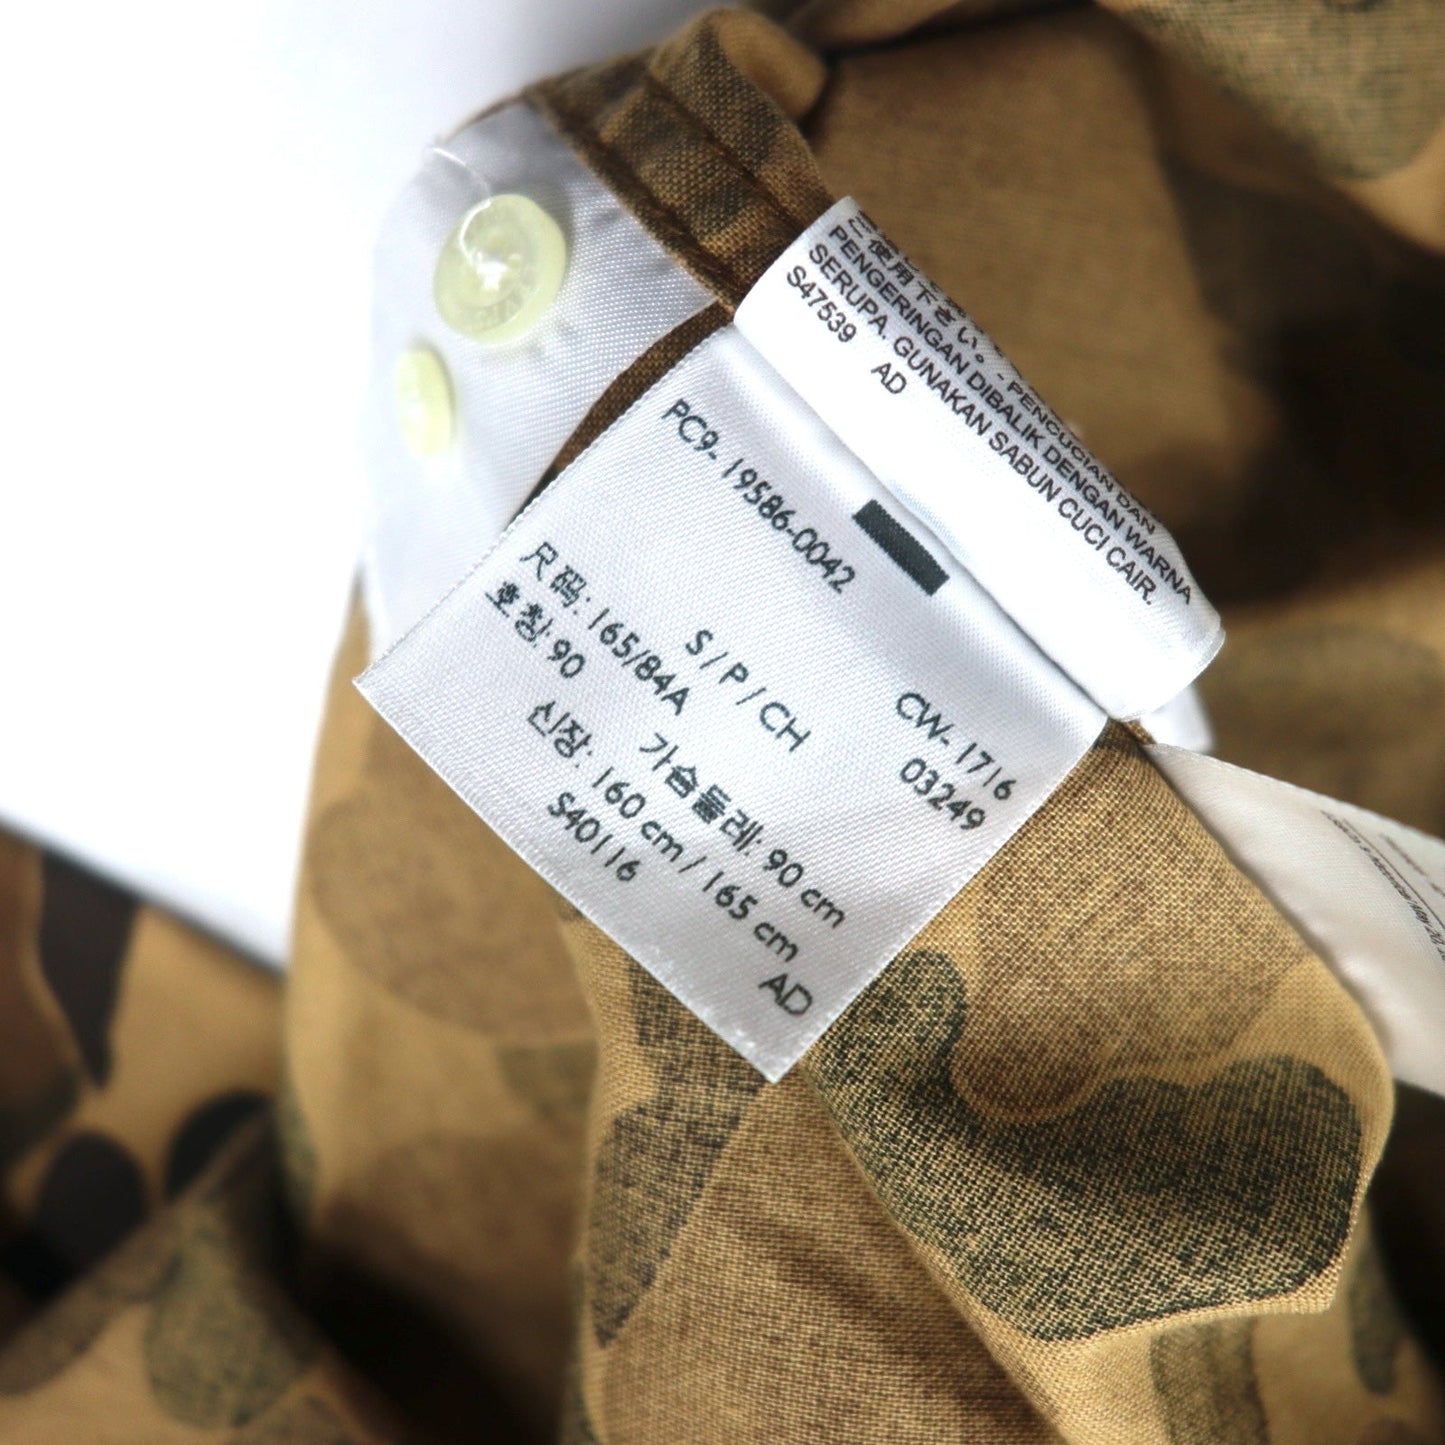 ご使用下さい。- PENCUCIAN DAN
PENGERINGAN DIBALIK DENGAN WARNA
SERUPA. GUNAKAN SABUN CUCI CAIR.
S47539 AD
PC9- 19586-0042
CW- 1716
03249
S / P / CH
尺码: 165/84A
호칭: 90 가슴둘레: 90 cm
신장: 160 cm / 165 cm
S40116 AD